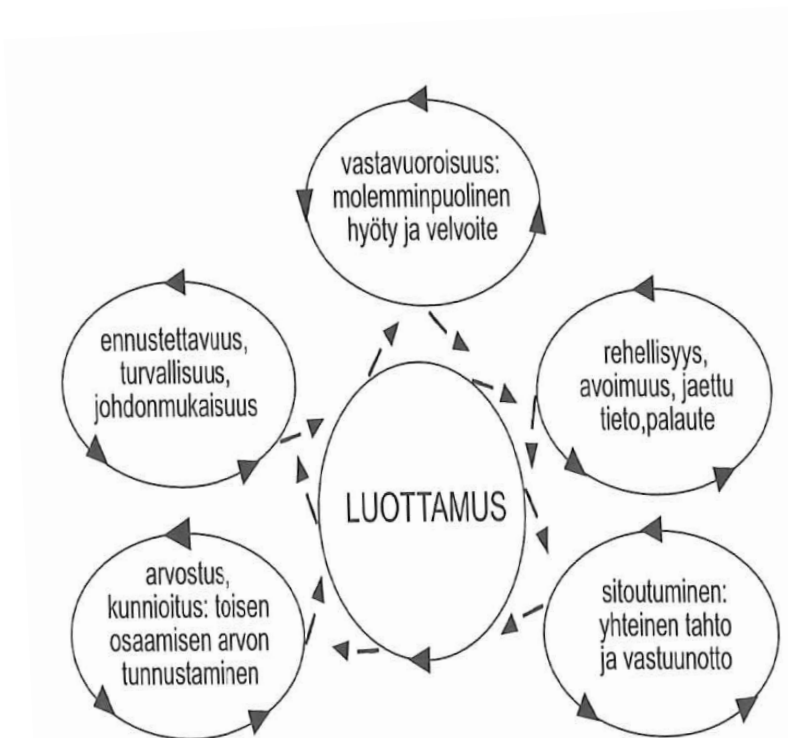 vastavuoroisuus:
molemminpuolinen
hyöty ja velvoite
ennustettavuus,
turvallisuus,
johdonmukaisuus
rehellisyys,
avoimuus, jaettu
tieto,palaute
LUOTTAMUS
arvostus,
kunnioitus: toisen
osaamisen arvon
tunnustaminen
sitoutuminen:
yhteinen tahto
ja vastuunotto